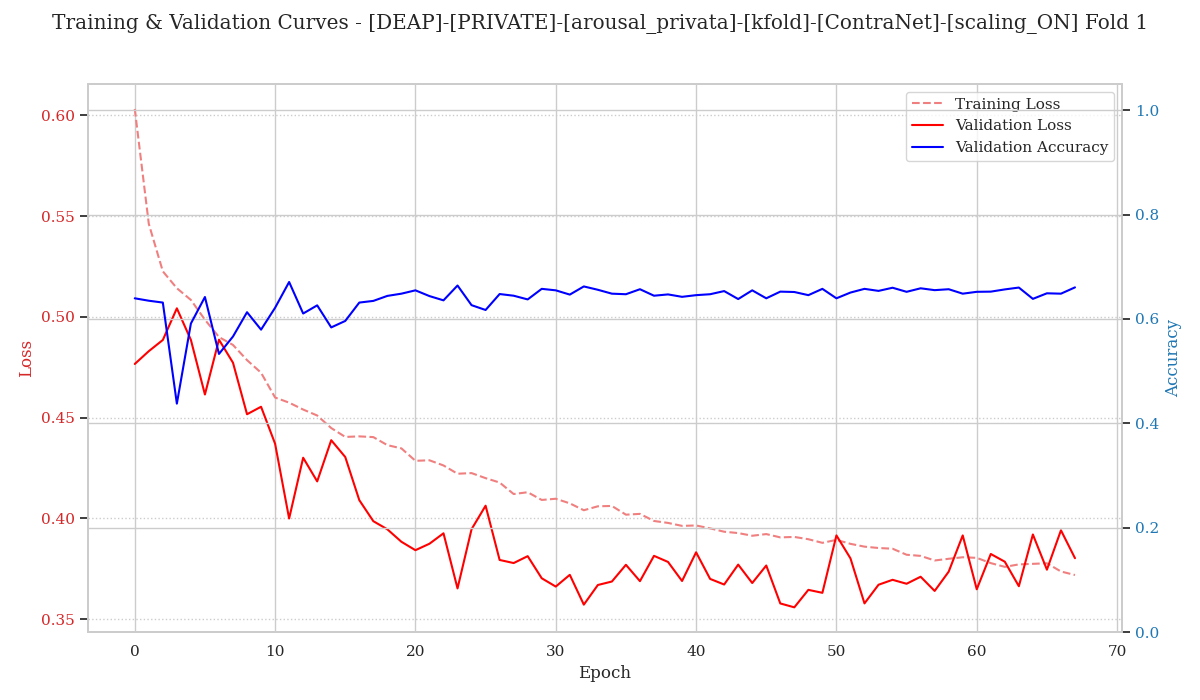 Training & Validation Curves - [DEAP]-[PRIVATE]-[arousal_privata]-[kfold]-[ContraNet]-[scaling_ON] Fold 1
Training Loss
Validation Loss
Validation Accuracy
0.60
0.55
0.50
0.45
0.40
0.35
Loss
1.0
0.8
0.6
0.4
0.2
0.0
Accuracy
0 10 20 30 40 50 60 70
Epoch